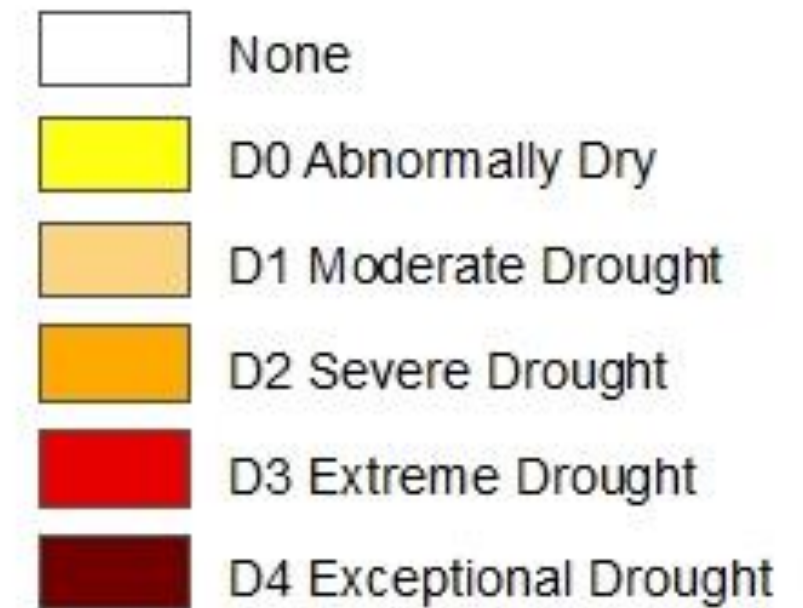 None
D0 Abnormally Dry
D1 Moderate Drought
D2 Severe Drought
D3 Extreme Drought
D4 Exceptional Drought